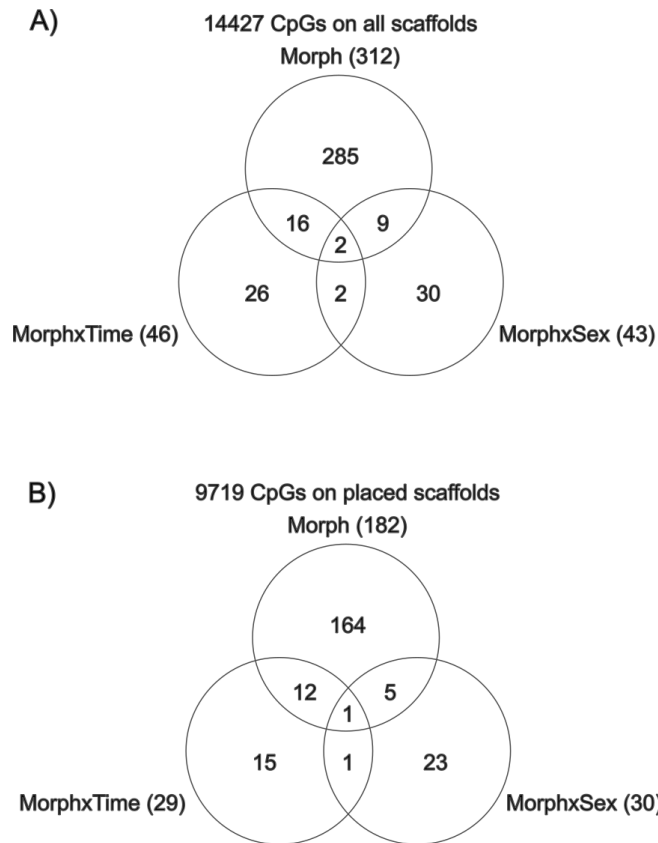 A)
14427 CpGs on all scaffolds
Morph (312)
285
16
9
2
26
2
30
MorphxTime (46)
MorphxSex (43)
B)
9719 CpGs on placed scaffolds
Morph (182)
164
12
5
1
15
1
23
MorphxTime (29)
MorphxSex (30)